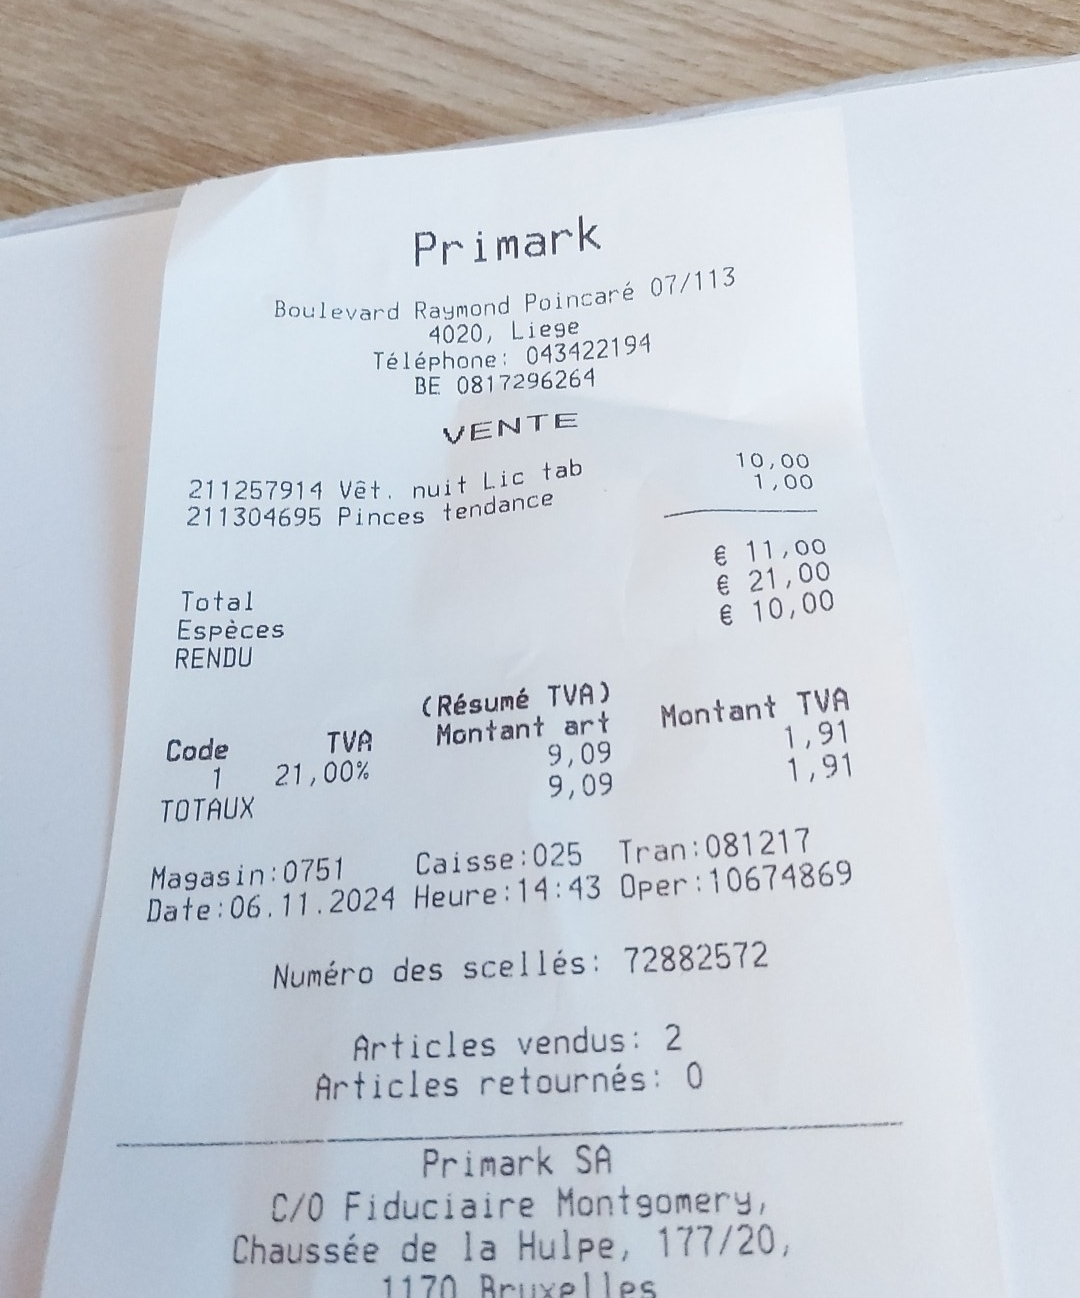 Primark
Boulevard Raymond Poincaré 07/113
4020, Liege
Téléphone: 043422194
BE 0817296264
VENTE
211257914 Vêt. nuit Lic tab 10,00
211304695 Pinces tendance 1,00
Total € 11,00
Espèces € 21,00
RENDU € 10,00
(Résumé TVA)
Code TVA Montant art Montant TVA
1 21,00% 9,09 1,91
TOTAUX 9,09 1,91
Magasin:0751 Caisse:025 Tran:081217
Date:06.11.2024 Heure:14:43 Oper:10674869
Numéro des scellés: 72882572
Articles vendus: 2
Articles retournés: 0
Primark SA
C/O Fiduciaire Montgomery,
Chaussée de la Hulpe, 177/20,
1170 Bruxelles